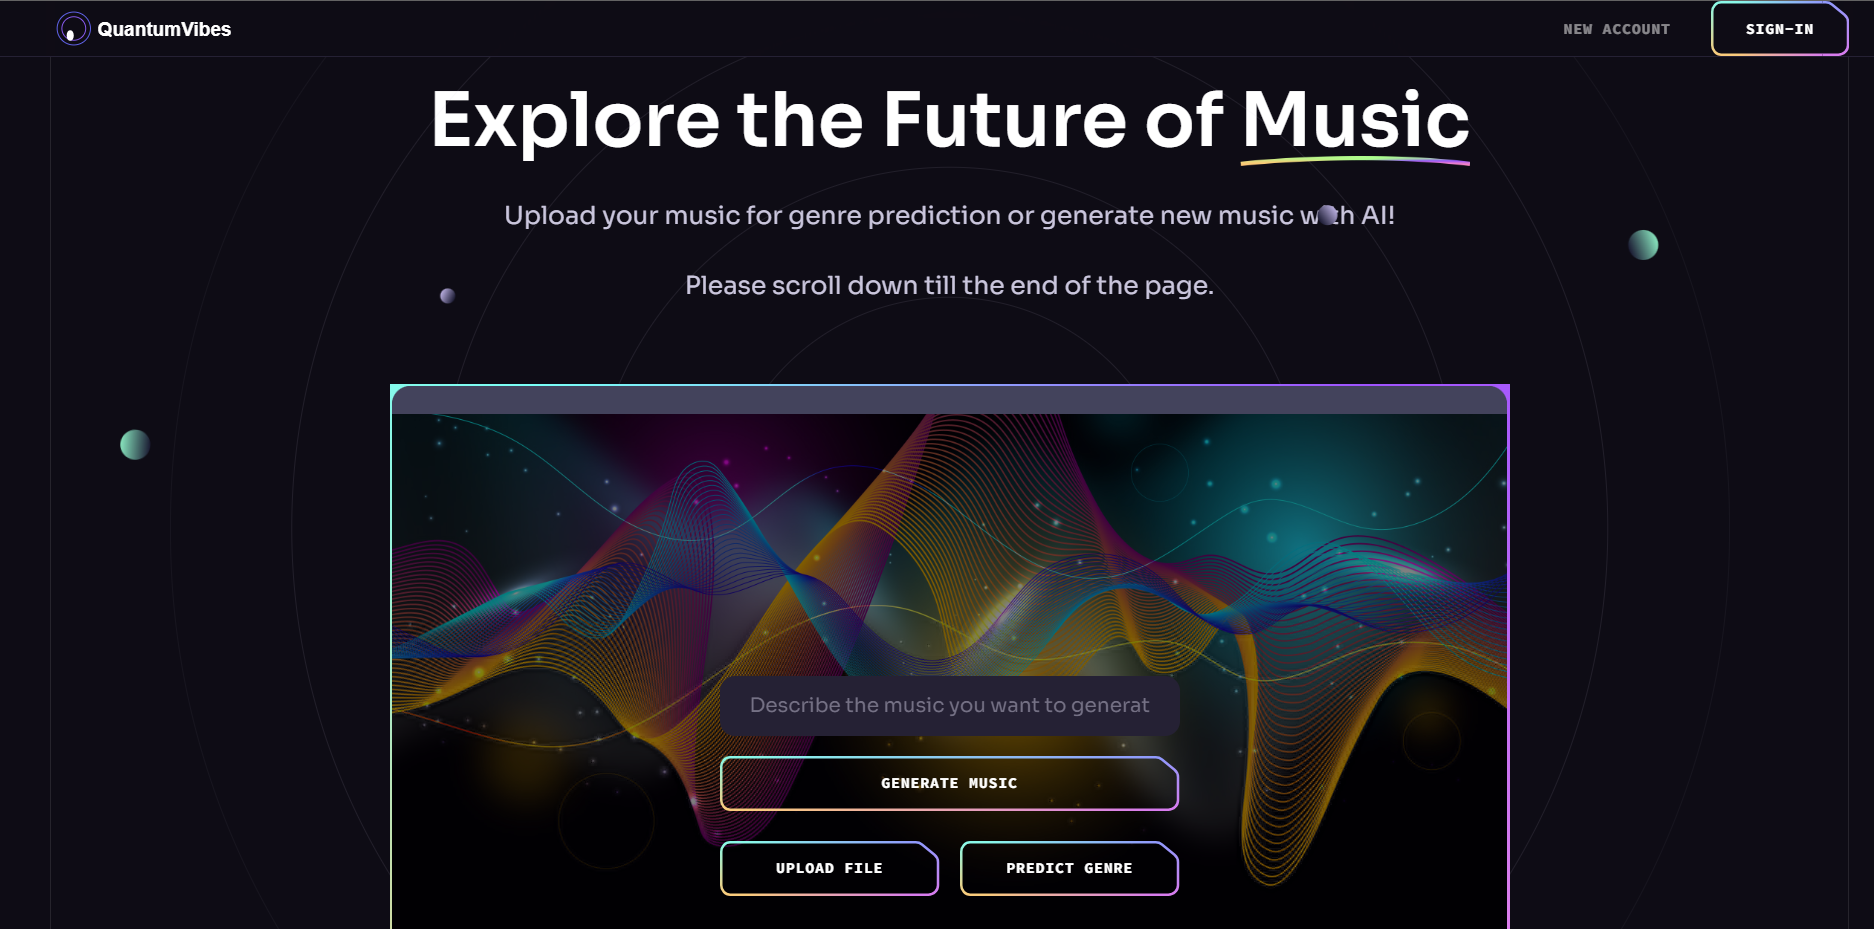 QuantumVibes
NEW ACCOUNT
SIGN-IN
Explore the Future of Music
Upload your music for genre prediction or generate new music with AI!
Please scroll down till the end of the page.
Describe the music you want to generat
GENERATE MUSIC
UPLOAD FILE
PREDICT GENRE